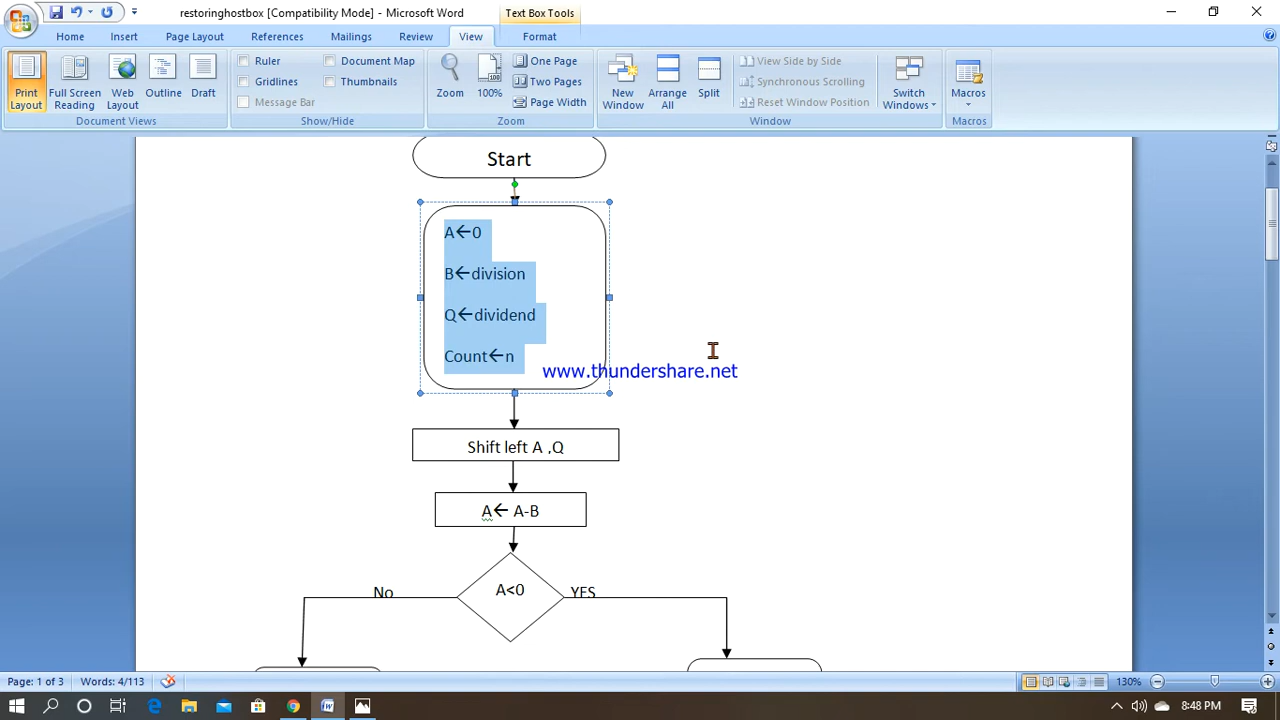 restoringhostbox [Compatibility Mode] - Microsoft Word
Text Box Tools
Home
Insert
Page Layout
References
Mailings
Review
View
Format
Print Layout
Full Screen Reading
Web Layout
Outline
Draft
Document Views
Ruler
Gridlines
Message Bar
Document Map
Thumbnails
Show/Hide
Zoom
100%
One Page
Two Pages
Page Width
Zoom
New Window
Arrange All
Split
View Side by Side
Synchronous Scrolling
Reset Window Position
Window
Switch Windows
Macros
Macros
Start
A←0
B←division
Q←dividend
Count←n
www.thundershare.net
Shift left A ,Q
A← A-B
A<0
No
YES
Page: 1 of 3
Words: 4/113
130%
8:48 PM